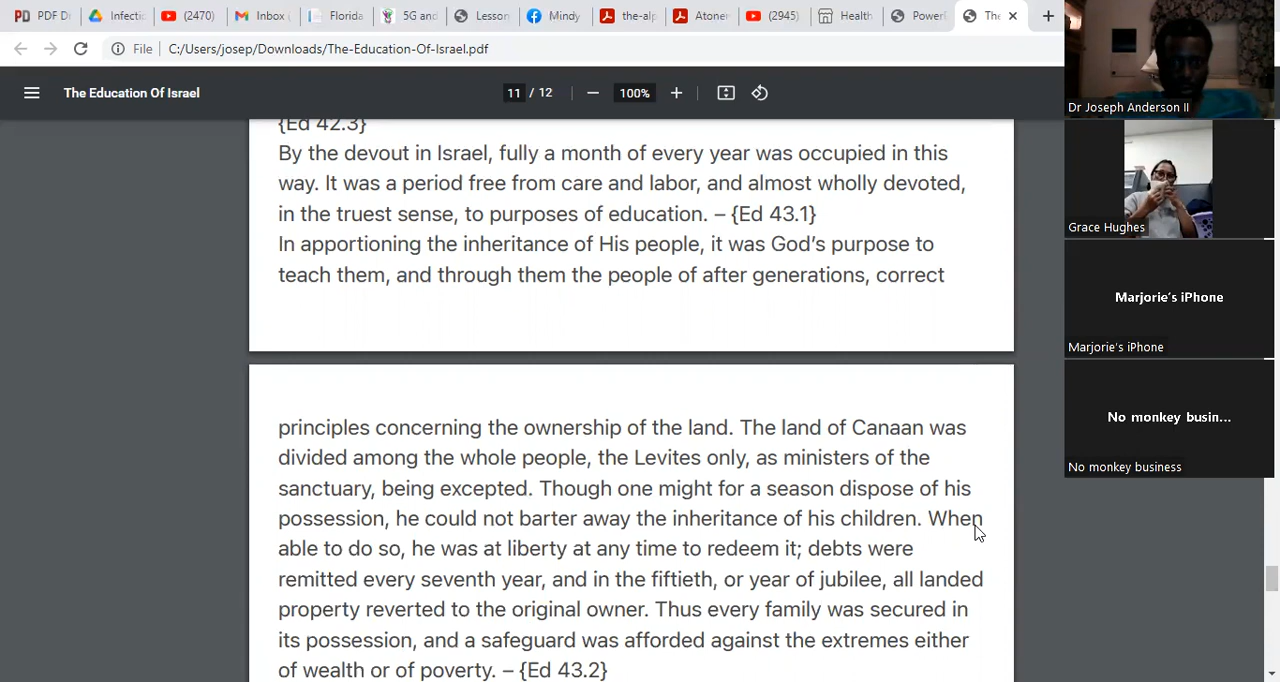 PDF Di
Infectio
(2470)
Inbox (
Florida
5G and
Lesson
Mindy
the-alp
Atone
(2945)
Health
Power
The
File
C:/Users/josep/Downloads/The-Education-Of-Israel.pdf
The Education Of Israel
11 / 12
100%
{Ed 42.3}
By the devout in Israel, fully a month of every year was occupied in this
way. It was a period free from care and labor, and almost wholly devoted,
in the truest sense, to purposes of education. – {Ed 43.1}
In apportioning the inheritance of His people, it was God’s purpose to
teach them, and through them the people of after generations, correct
principles concerning the ownership of the land. The land of Canaan was
divided among the whole people, the Levites only, as ministers of the
sanctuary, being excepted. Though one might for a season dispose of his
possession, he could not barter away the inheritance of his children. When
able to do so, he was at liberty at any time to redeem it; debts were
remitted every seventh year, and in the fiftieth, or year of jubilee, all landed
property reverted to the original owner. Thus every family was secured in
its possession, and a safeguard was afforded against the extremes either
of wealth or of poverty. – {Ed 43.2}
Dr Joseph Anderson II
Grace Hughes
Marjorie’s iPhone
Marjorie's iPhone
No monkey busin...
No monkey business